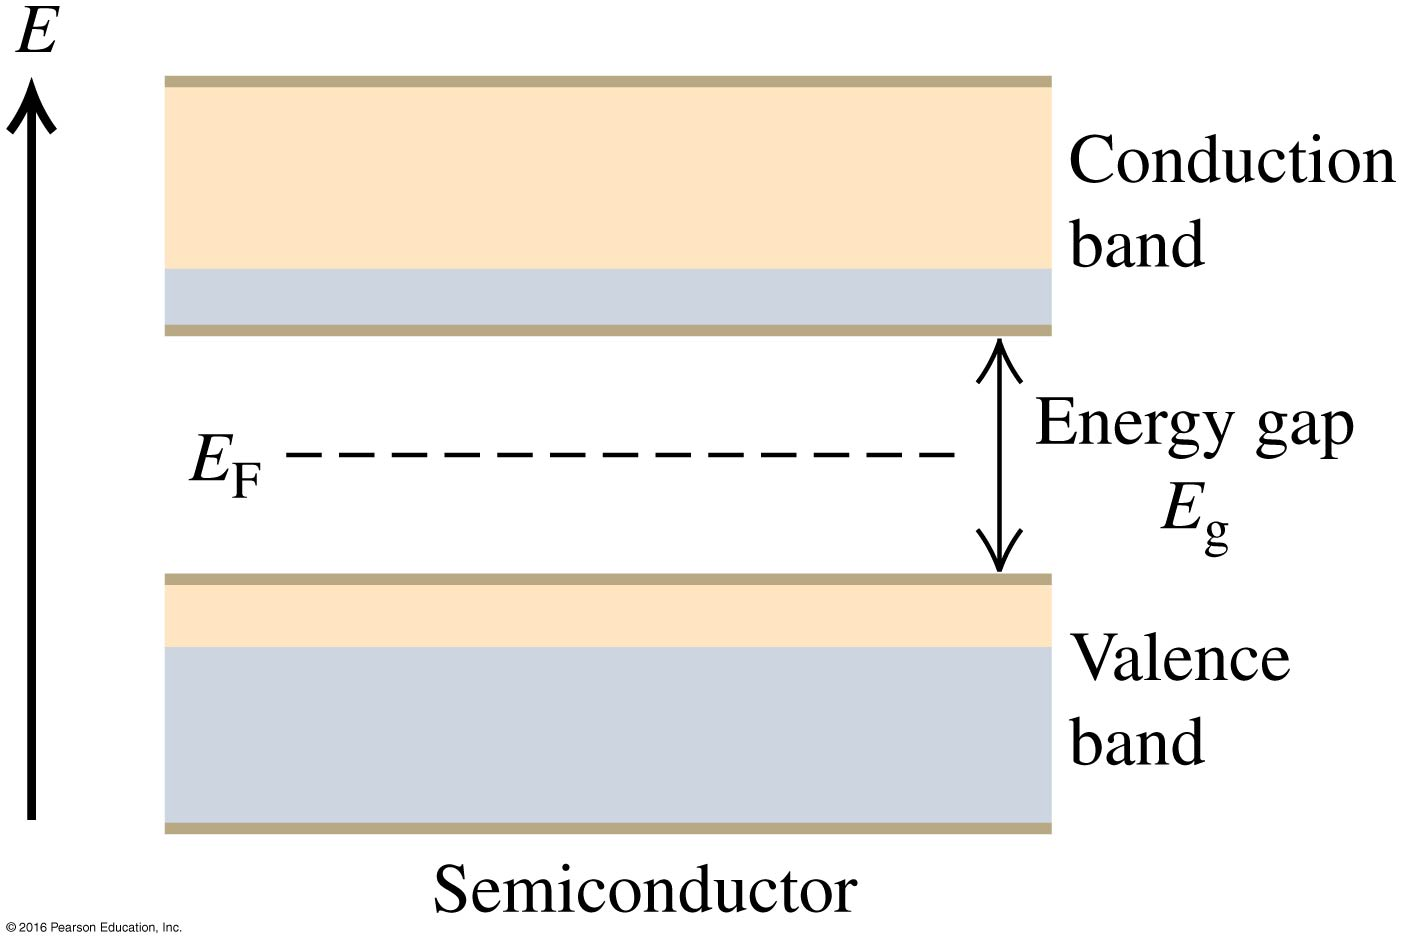 E
Conduction
band
E_F
Energy gap
E_g
Valence
band
Semiconductor
© 2016 Pearson Education, Inc.